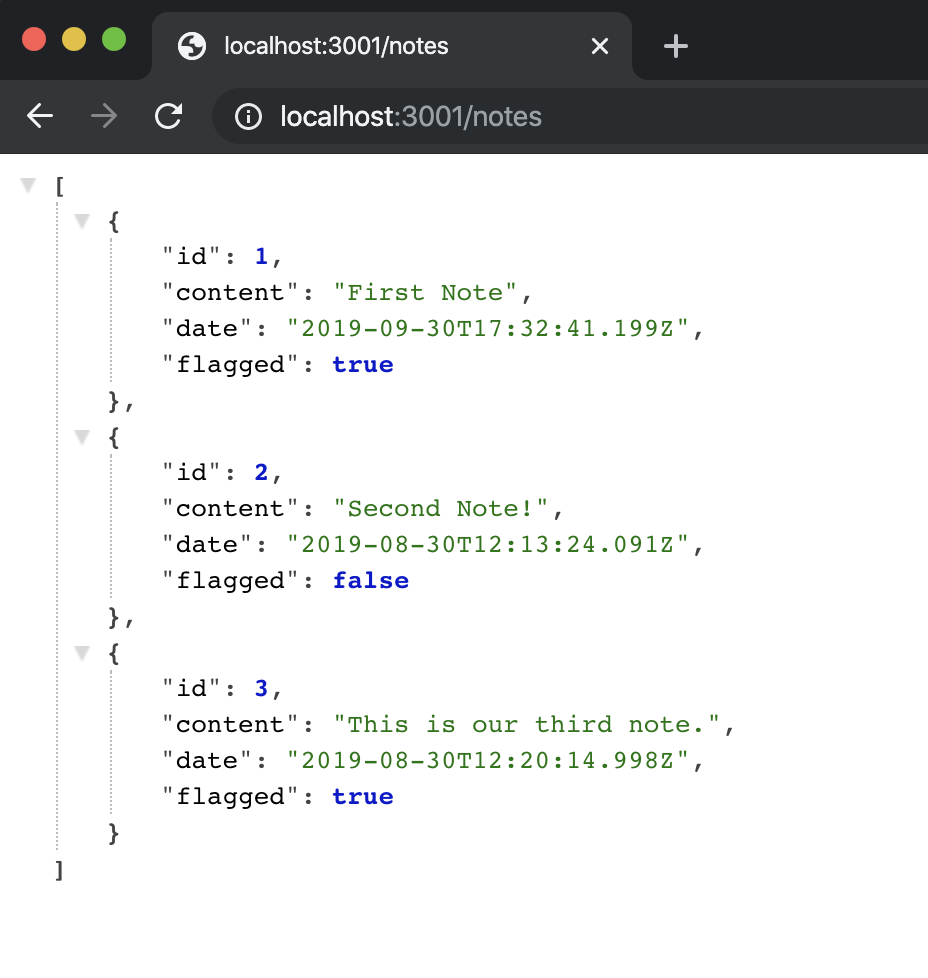 localhost:3001/notes
localhost:3001/notes
[
{
"id": 1,
"content": "First Note",
"date": "2019-09-30T17:32:41.199Z",
"flagged": true
},
{
"id": 2,
"content": "Second Note!",
"date": "2019-08-30T12:13:24.091Z",
"flagged": false
},
{
"id": 3,
"content": "This is our third note.",
"date": "2019-08-30T12:20:14.998Z",
"flagged": true
}
]